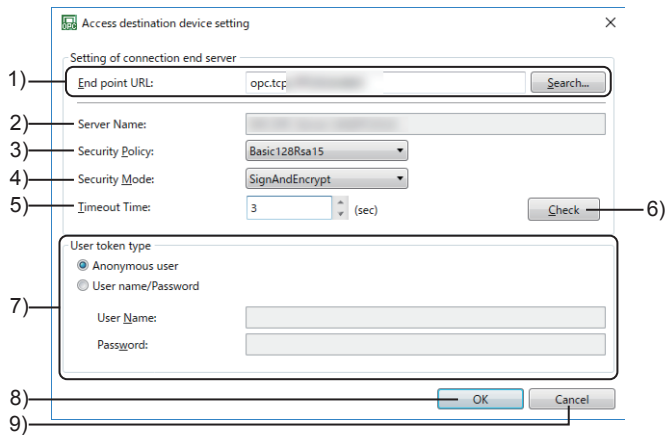 OPC Access destination device setting
Setting of connection end server
1) End point URL: opc.tcp Search...
2) Server Name:
3) Security Policy: Basic128Rsa15
4) Security Mode: SignAndEncrypt
5) Timeout Time: 3 (sec) Check 6)
User token type
Anonymous user
User name/Password
7)
User Name:
Password:
8) OK Cancel
9)